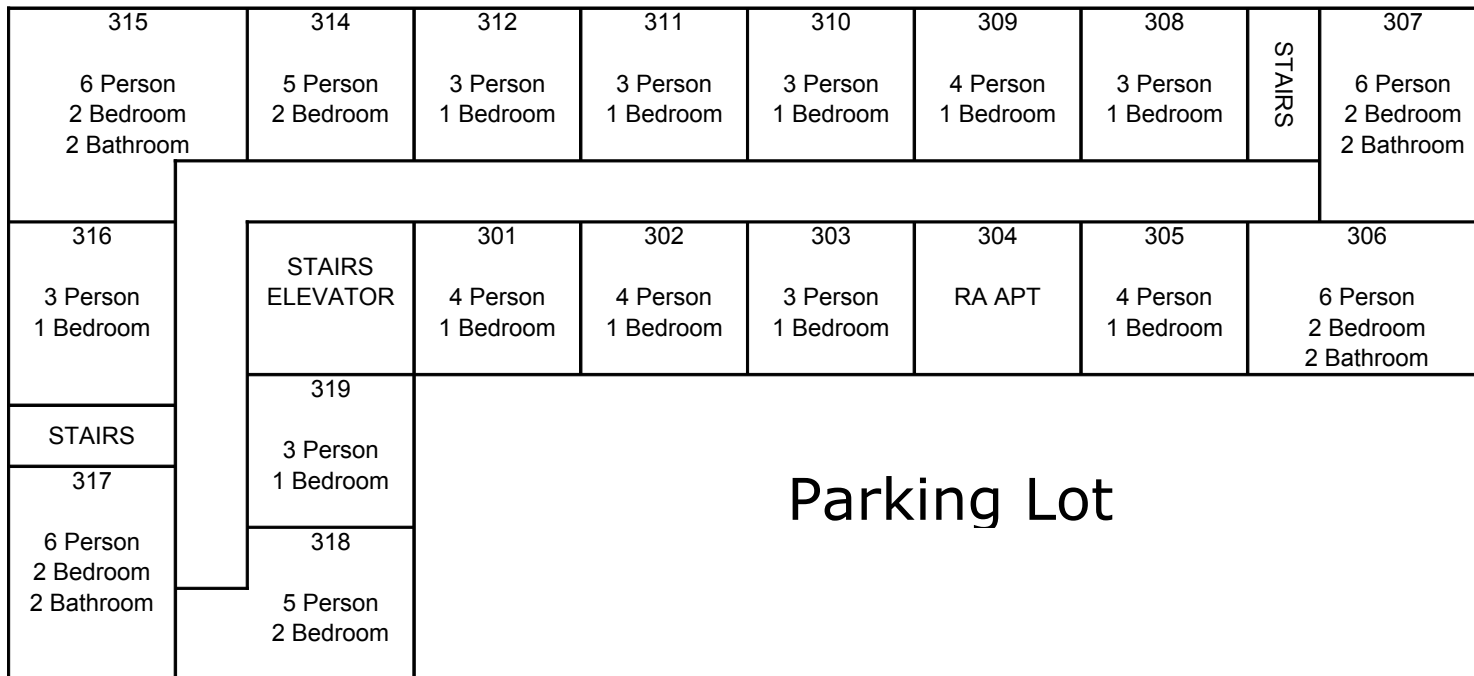 315
6 Person
2 Bedroom
2 Bathroom
314
5 Person
2 Bedroom
312
3 Person
1 Bedroom
311
3 Person
1 Bedroom
310
3 Person
1 Bedroom
309
4 Person
1 Bedroom
308
3 Person
1 Bedroom
STAIRS
307
6 Person
2 Bedroom
2 Bathroom
316
3 Person
1 Bedroom
STAIRS
ELEVATOR
301
4 Person
1 Bedroom
302
4 Person
1 Bedroom
303
3 Person
1 Bedroom
304
RA APT
305
4 Person
1 Bedroom
306
6 Person
2 Bedroom
2 Bathroom
STAIRS
319
3 Person
1 Bedroom
317
6 Person
2 Bedroom
2 Bathroom
318
5 Person
2 Bedroom
Parking Lot